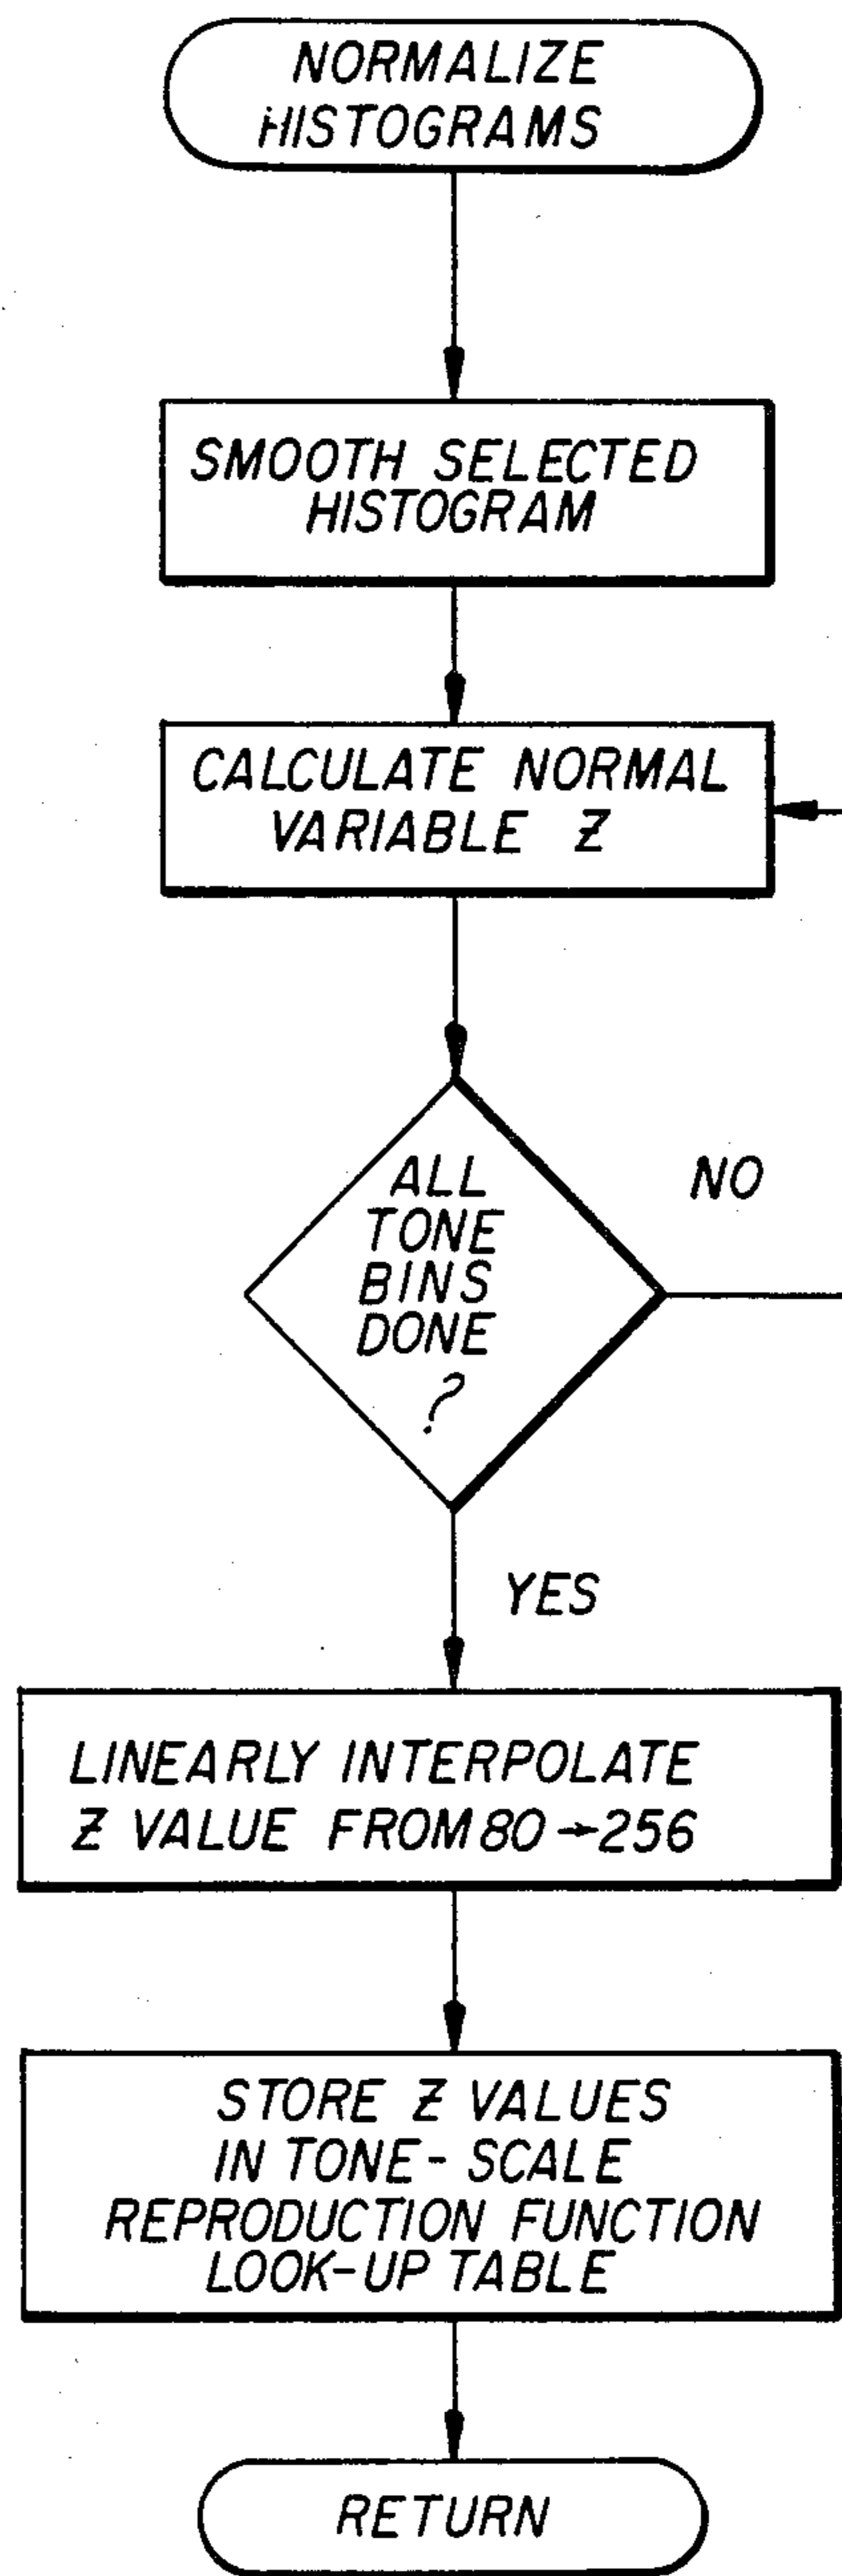 NORMALIZE
HISTOGRAMS
SMOOTH SELECTED
HISTOGRAM
CALCULATE NORMAL
VARIABLE Z
ALL
TONE
BINS
DONE
?
NO
YES
LINEARLY INTERPOLATE
Z VALUE FROM 80→256
STORE Z VALUES
IN TONE-SCALE
REPRODUCTION FUNCTION
LOOK-UP TABLE
RETURN